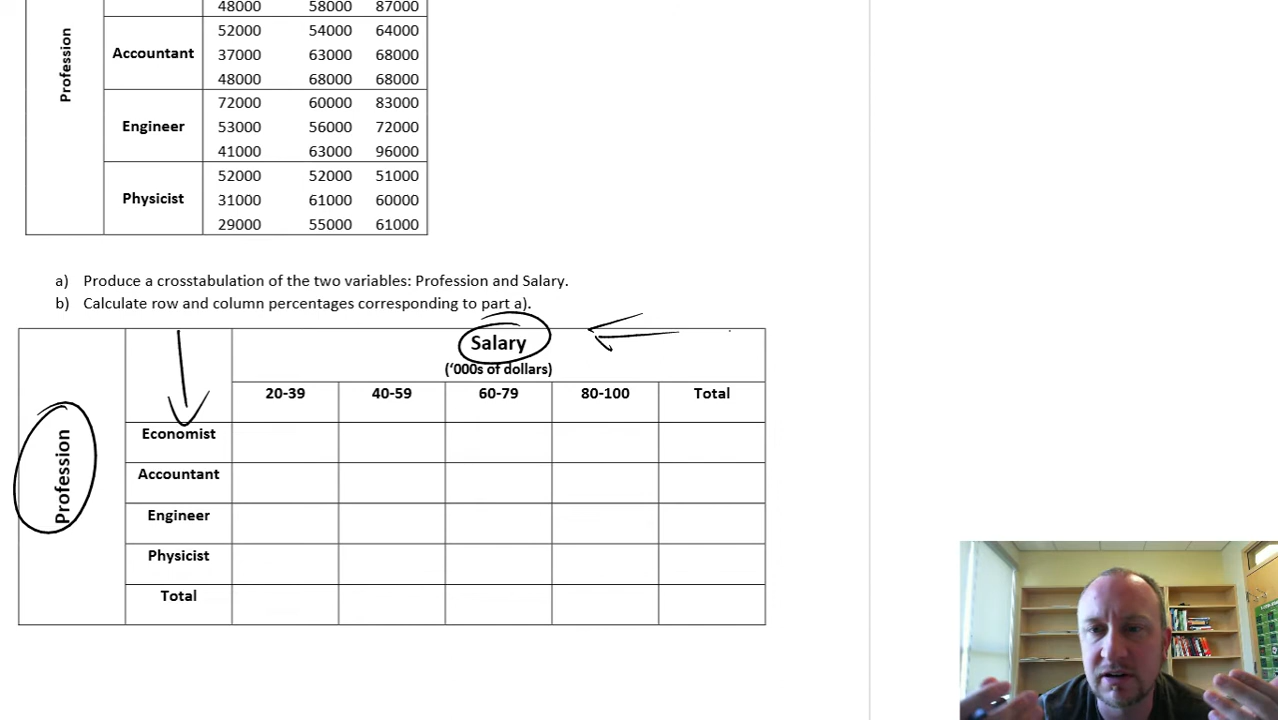 48000 58000 87000
52000 54000 64000
Profession
Accountant 37000 63000 68000
48000 68000 68000
72000 60000 83000
Engineer 53000 56000 72000
41000 63000 96000
52000 52000 51000
Physicist 31000 61000 60000
29000 55000 61000
a) Produce a crosstabulation of the two variables: Profession and Salary.
b) Calculate row and column percentages corresponding to part a).
Salary
('000s of dollars)
20-39 40-59 60-79 80-100 Total
Profession
Economist
Accountant
Engineer
Physicist
Total